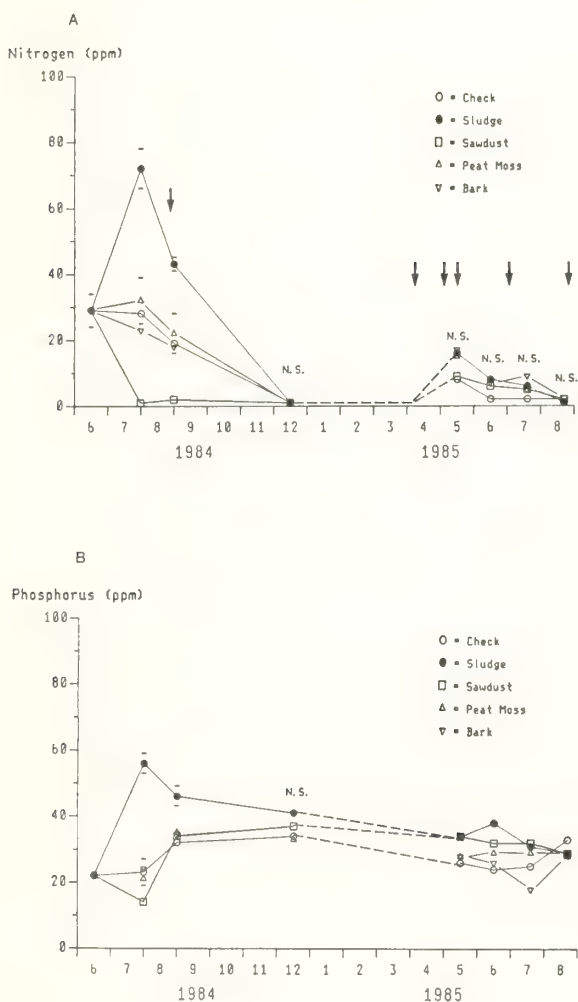 A
Nitrogen (ppm)
100
80
60
40
20
0
○ = Check
● = Sludge
□ = Sawdust
△ = Peat Moss
▽ = Bark
N.S.
N.S.
N.S.
N.S.
N.S.
6 7 8 9 10 11 12 1 2 3 4 5 6 7 8
1984 1985
B
Phosphorus (ppm)
100
80
60
40
20
0
○ = Check
● = Sludge
□ = Sawdust
△ = Peat Moss
▽ = Bark
N.S.
6 7 8 9 10 11 12 1 2 3 4 5 6 7 8
1984 1985